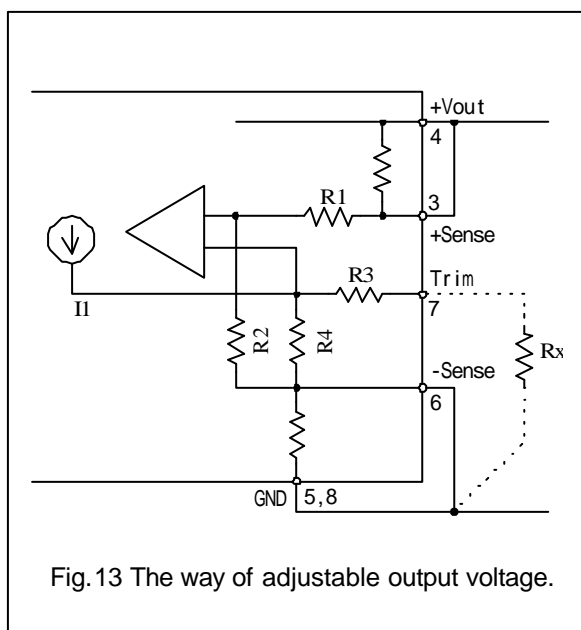 +Vout
4
R1
3
+Sense
R3
Trim
I1
7
R2
R4
Rx
-Sense
6
GND 5,8
Fig.13 The way of adjustable output voltage.